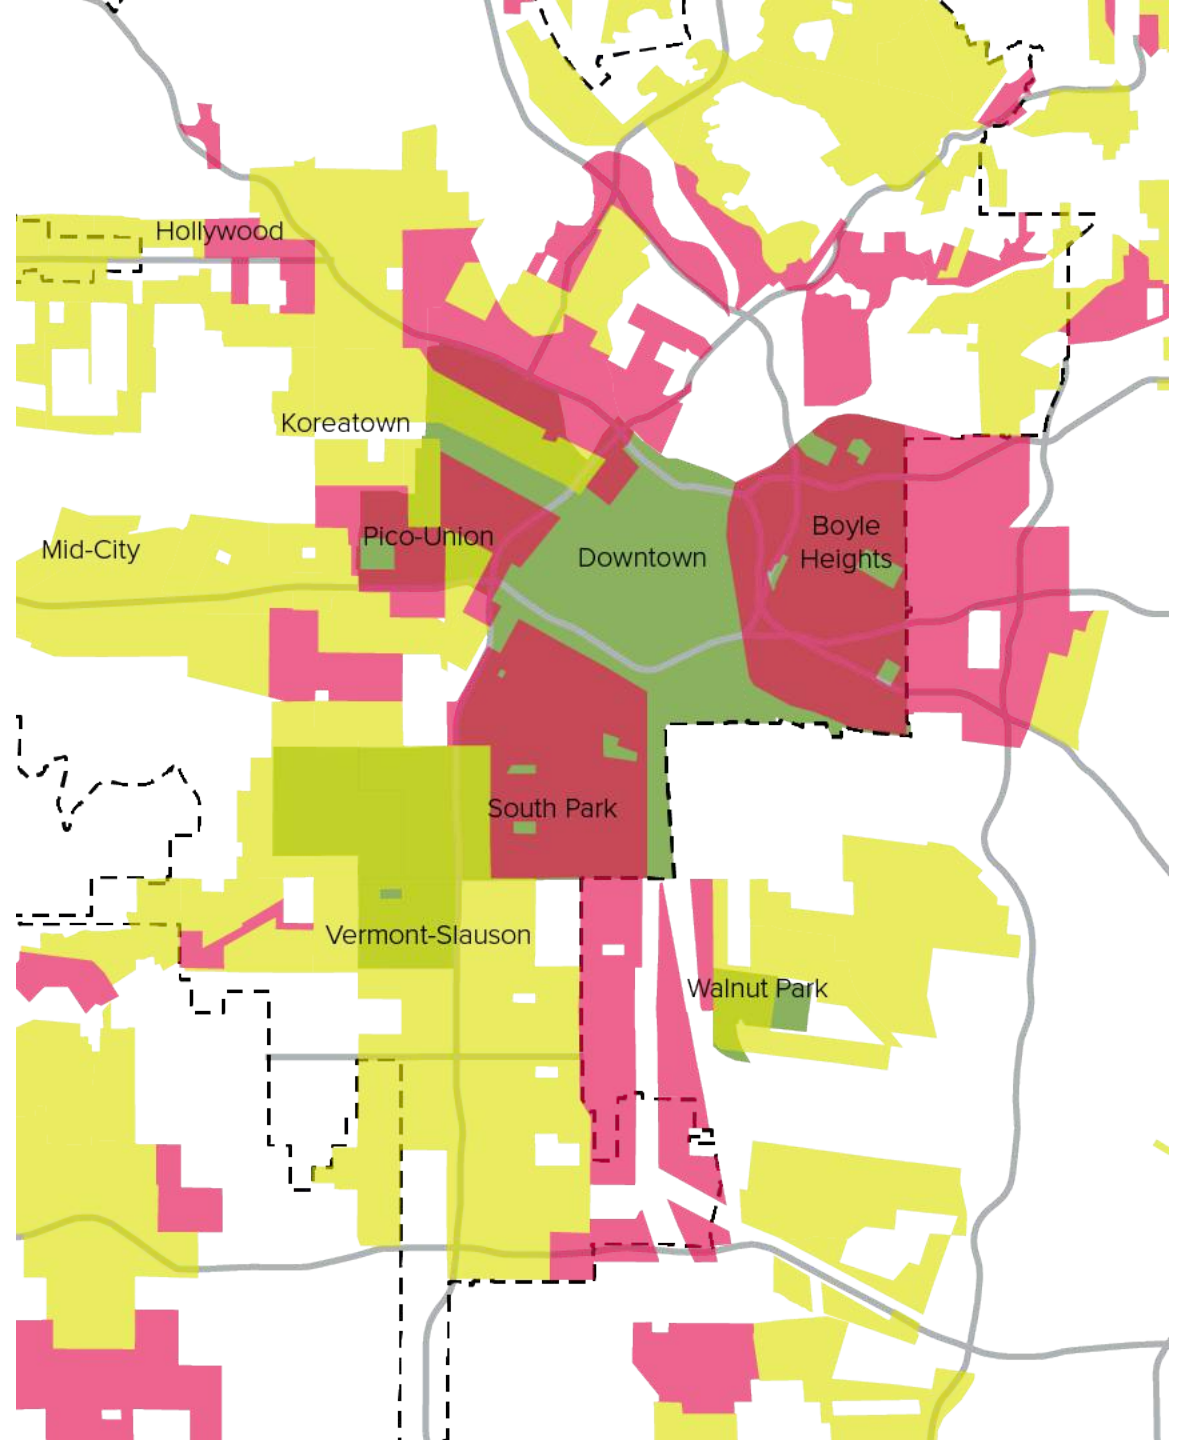 Hollywood
Koreatown
Pico-Union
Mid-City
Downtown
Boyle
Heights
South Park
Vermont-Slauson
Walnut Park